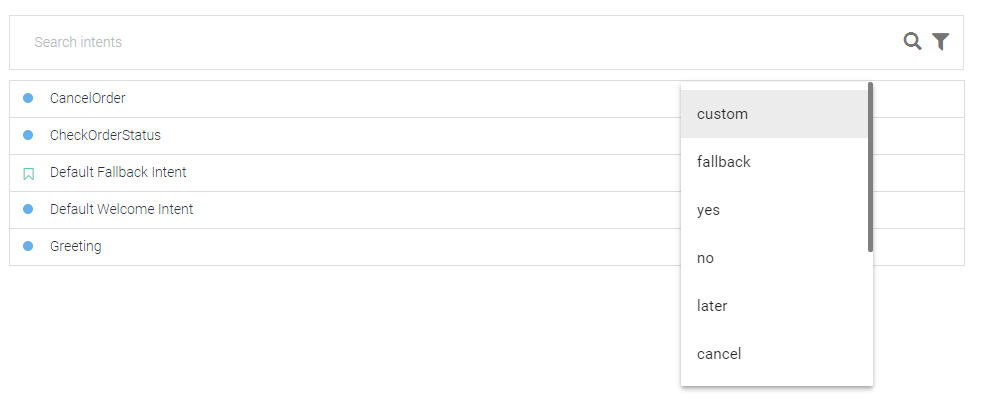 Search intents
CancelOrder
CheckOrderStatus
Default Fallback Intent
Default Welcome Intent
Greeting
custom
fallback
yes
no
later
cancel